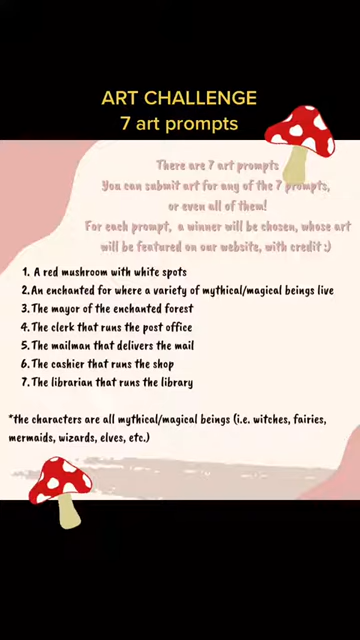 ART CHALLENGE
7 art prompts
There are 7 art prompts
You can submit art for any of the 7 prompts,
or even all of them!
For each prompt, a winner will be chosen, whose art
will be featured on our website, with credit :)
1. A red mushroom with white spots
2. An enchanted for where a variety of mythical/magical beings live
3. The mayor of the enchanted forest
4. The clerk that runs the post office
5. The mailman that delivers the mail
6. The cashier that runs the shop
7. The librarian that runs the library
*the characters are all mythical/magical beings (i.e. witches, fairies,
mermaids, wizards, elves, etc.)